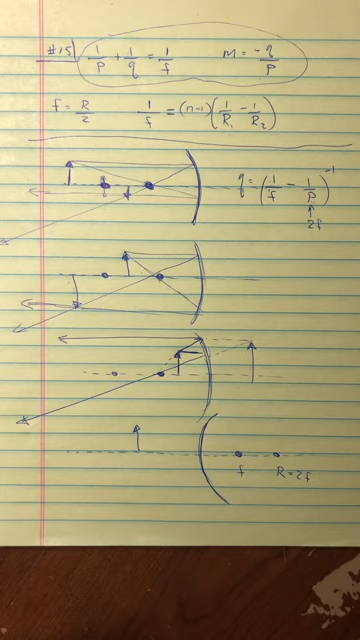 #15| 1/p + 1/q = 1/f M = -q/p
f = R/2 1/f = (n-1)(1/R₁ - 1/R₂)
q = (1/f - 1/p)⁻¹
↑
2f
f R=2f